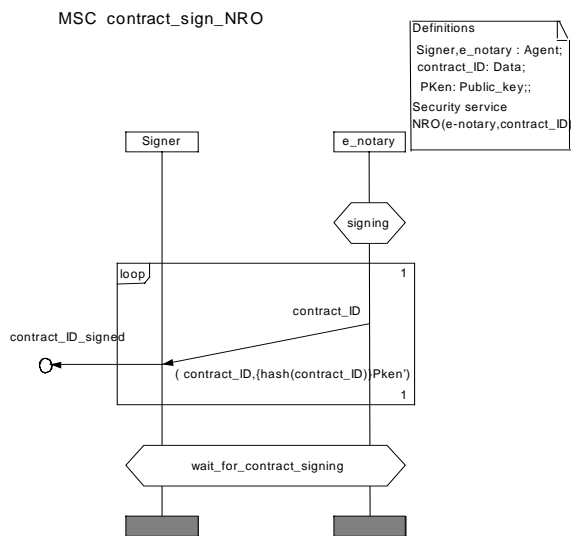 MSC contract_sign_NRO
Definitions
Signer,e_notary : Agent;
contract_ID: Data;
PKen: Public_key;;
Security service
NRO(e-notary,contract_ID)
Signer
e_notary
signing
loop
1
contract_ID
contract_ID_signed
( contract_ID,{hash(contract_ID)}Pken')
1
wait_for_contract_signing